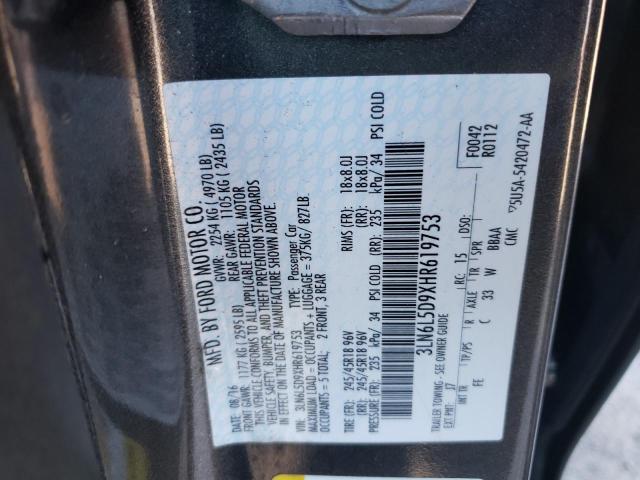 MFD. BY FORD MOTOR CO.
DATE: 08/16 GVWR: 2254 KG (4970 LB)
FRONT GAWR: 1177 KG (2595 LB) REAR GAWR: 1105 KG (2435 LB)
THIS VEHICLE CONFORMS TO ALL APPLICABLE FEDERAL MOTOR
VEHICLE SAFETY, BUMPER, AND THEFT PREVENTION STANDARDS
IN EFFECT ON THE DATE OF MANUFACTURE SHOWN ABOVE.
VIN: 3LN6L5D9XHR619753 TYPE: Passenger Car
MAXIMUM LOAD = OCCUPANTS + LUGGAGE = 375KG/ 827LB
OCCUPANTS = 5 TOTAL; 2 FRONT, 3 REAR
TIRE (FR): 245/45R18 96V RIMS (FR): 18x8.0J
TIRE (RR): 245/45R18 96V (RR): 18x8.0J
PRESSURE (FR): 235 kPa/ 34 PSI COLD (RR): 235 kPa/ 34 PSI COLD
3LN6L5D9XHR619753
TRAILER TOWING - SEE OWNER GUIDE
F0042
R0112
EXT PNT: J7 RC: 15 DSO:
INT TR TP/PS R AXLE TR SPR
FE C 33 W BBAA
CMC 5U5A-5420472-AA